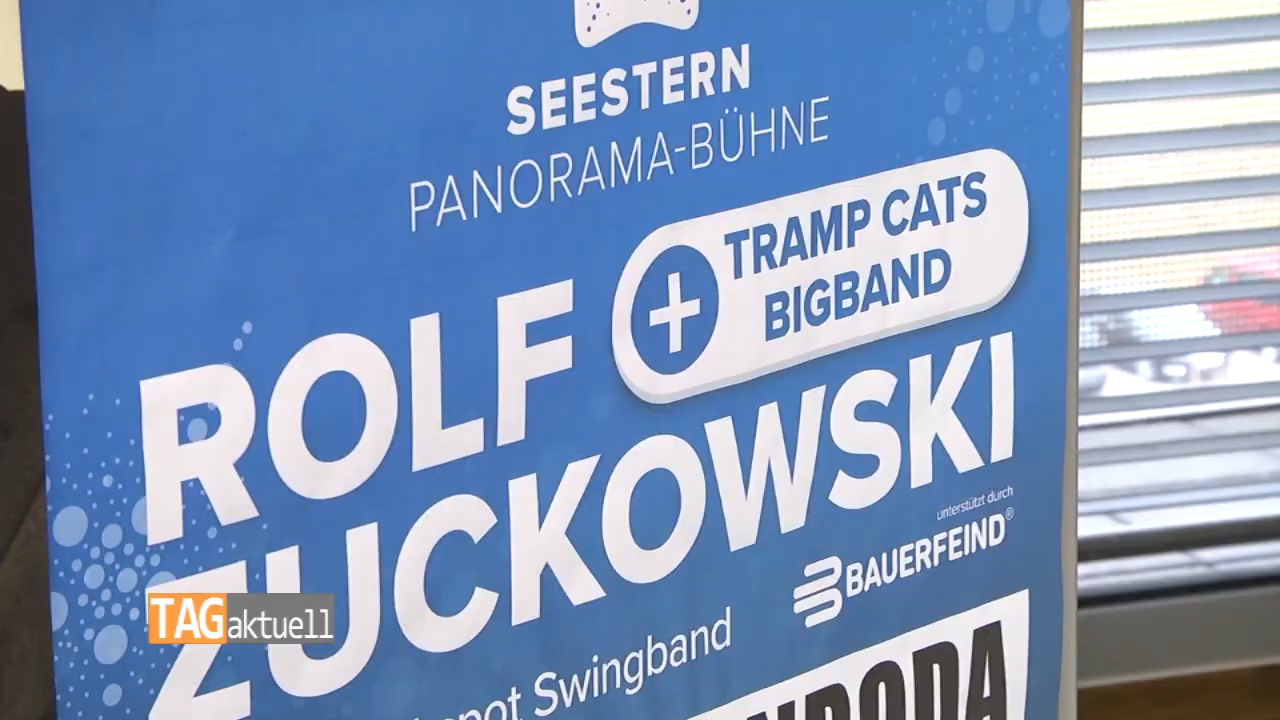 SEESTERN
PANORAMA-BÜHNE
+ TRAMP CATS
BIGBAND
ROLF
ZUCKOWSKI
unterstützt durch
BAUERFEIND®
Swingband
TAGaktuell